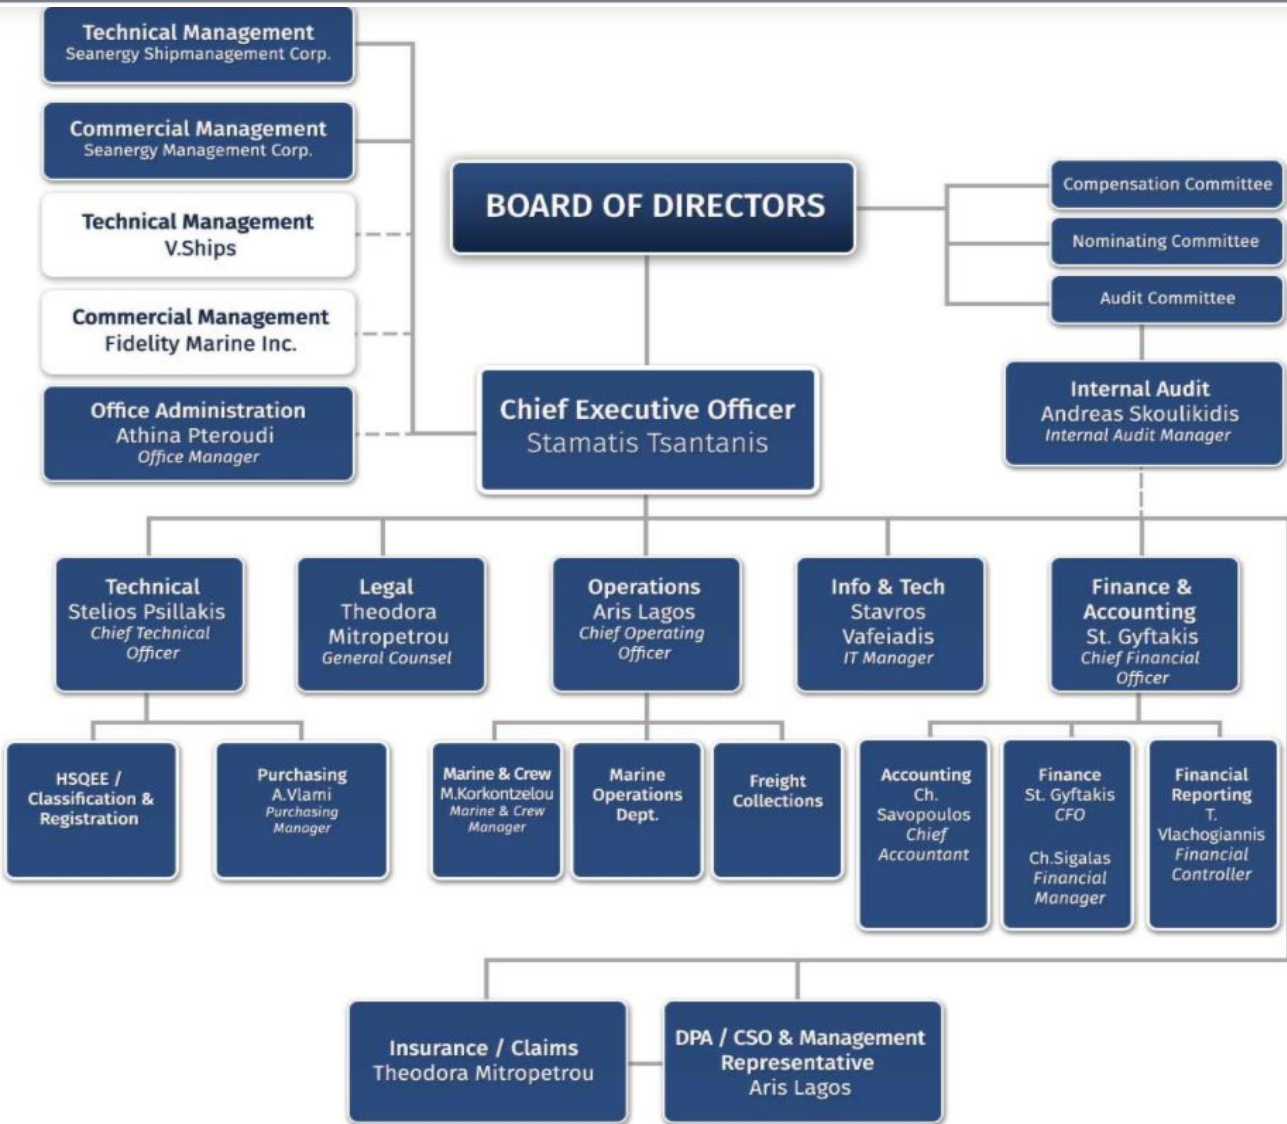 Technical Management
Seanergy Shipmanagement Corp.
Commercial Management
Seanergy Management Corp.
Technical Management
V.Ships
Commercial Management
Fidelity Marine Inc.
Office Administration
Athina Pteroudi
Office Manager
BOARD OF DIRECTORS
Compensation Committee
Nominating Committee
Audit Committee
Internal Audit
Andreas Skoulikidis
Internal Audit Manager
Chief Executive Officer
Stamatis Tsantanis
Technical
Stelios Psillakis
Chief Technical
Officer
Legal
Theodora
Mitropetrou
General Counsel
Operations
Aris Lagos
Chief Operating
Officer
Info & Tech
Stavros
Vafeiadis
IT Manager
Finance &
Accounting
St. Gyftakis
Chief Financial
Officer
HSQEE /
Classification &
Registration
Purchasing
A.Vlami
Purchasing
Manager
Marine & Crew
M.Korkontzelou
Marine & Crew
Manager
Marine
Operations
Dept.
Freight
Collections
Accounting
Ch.
Savopoulos
Chief
Accountant
Finance
St. Gyftakis
CFO
Ch.Sigalas
Financial
Manager
Financial
Reporting
T.
Vlachogiannis
Financial
Controller
Insurance / Claims
Theodora Mitropetrou
DPA / CSO & Management
Representative
Aris Lagos